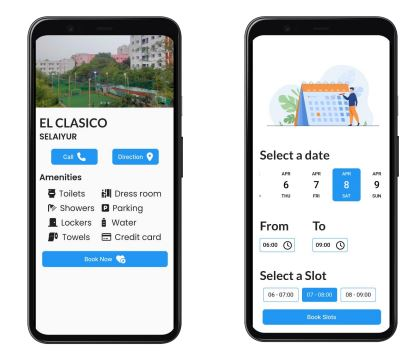 EL CLASICO
SELAIYUR
Call
Direction
Amenities
Toilets Dress room
Showers Parking
Lockers Water
Towels Credit card
Book Now
Select a date
APR APR APR APR
6 7 8 9
THU FRI SAT SUN
From To
06:00 09:00
Select a Slot
06 - 07:00 07 - 08:00 08 - 09:00
Book Slots